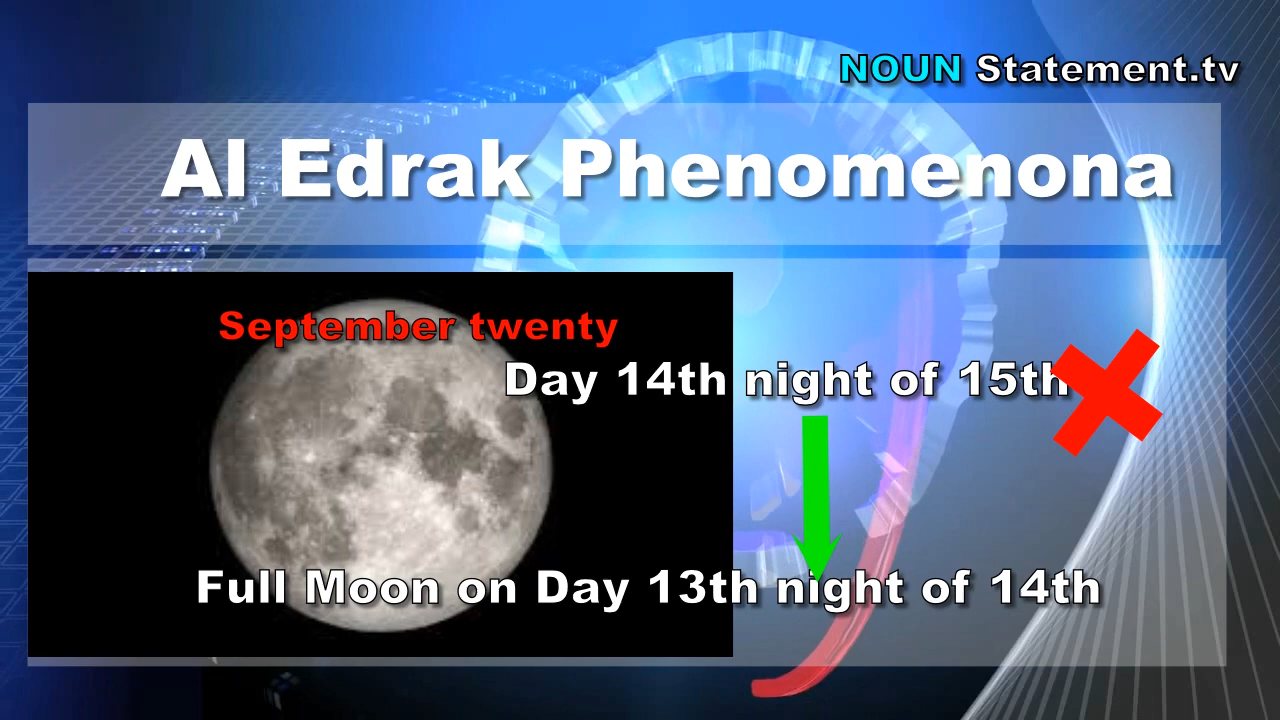 NOUN Statement.tv
Al Edrak Phenomenona
September twenty
Day 14th night of 15th
Full Moon on Day 13th night of 14th